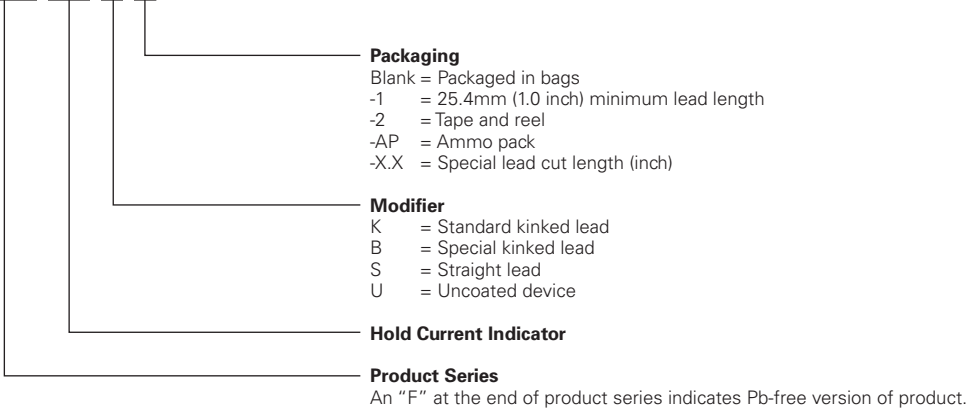 Packaging
Blank = Packaged in bags
-1 = 25.4mm (1.0 inch) minimum lead length
-2 = Tape and reel
-AP = Ammo pack
-X.X = Special lead cut length (inch)
Modifier
K = Standard kinked lead
B = Special kinked lead
S = Straight lead
U = Uncoated device
Hold Current Indicator
Product Series
An “F” at the end of product series indicates Pb-free version of product.